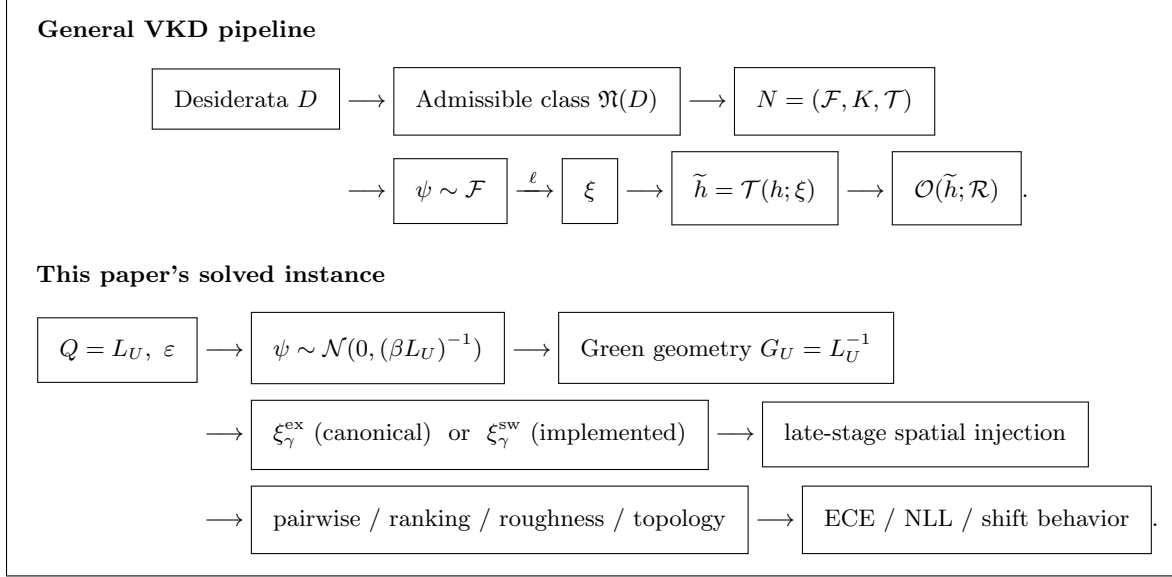 General VKD pipeline
Desiderata D ⟶ Admissible class 𝔑(D) ⟶ N = (ℱ, K, 𝒯)
⟶ ψ ∼ ℱ —ℓ→ ξ ⟶ h̃ = 𝒯(h; ξ) ⟶ 𝒪(h̃; ℛ).
This paper's solved instance
Q = L_U, ε ⟶ ψ ∼ 𝒩(0, (βL_U)⁻¹) ⟶ Green geometry G_U = L_U⁻¹
⟶ ξ_γ^ex (canonical) or ξ_γ^sw (implemented) ⟶ late-stage spatial injection
⟶ pairwise / ranking / roughness / topology ⟶ ECE / NLL / shift behavior.